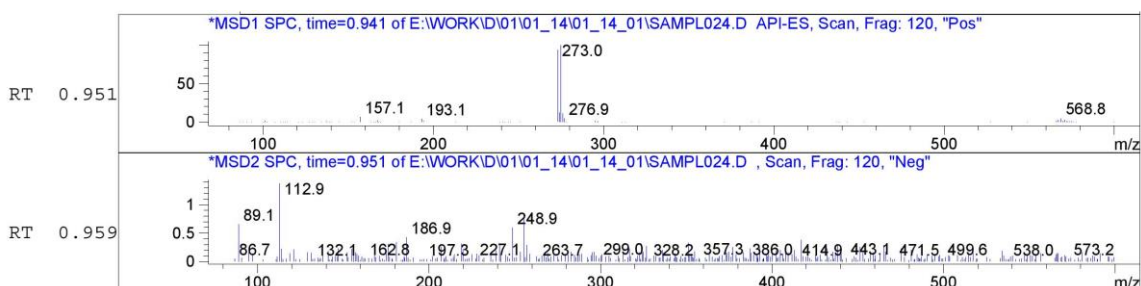 *MSD1 SPC, time=0.941 of E:\WORK\D\01\01_14\01_14_01\SAMPL024.D API-ES, Scan, Frag: 120, "Pos"
RT 0.951
50
0
157.1
193.1
273.0
276.9
568.8
100 200 300 400 500 m/z
*MSD2 SPC, time=0.951 of E:\WORK\D\01\01_14\01_14_01\SAMPL024.D , Scan, Frag: 120, "Neg"
RT 0.959
1
0.5
0
112.9
89.1
186.9
248.9
86.7 132.1 162.8 197.3 227.1 263.7 299.0 328.2 357.3 386.0 414.9 443.1 471.5 499.6 538.0 573.2
100 200 300 400 500 m/z